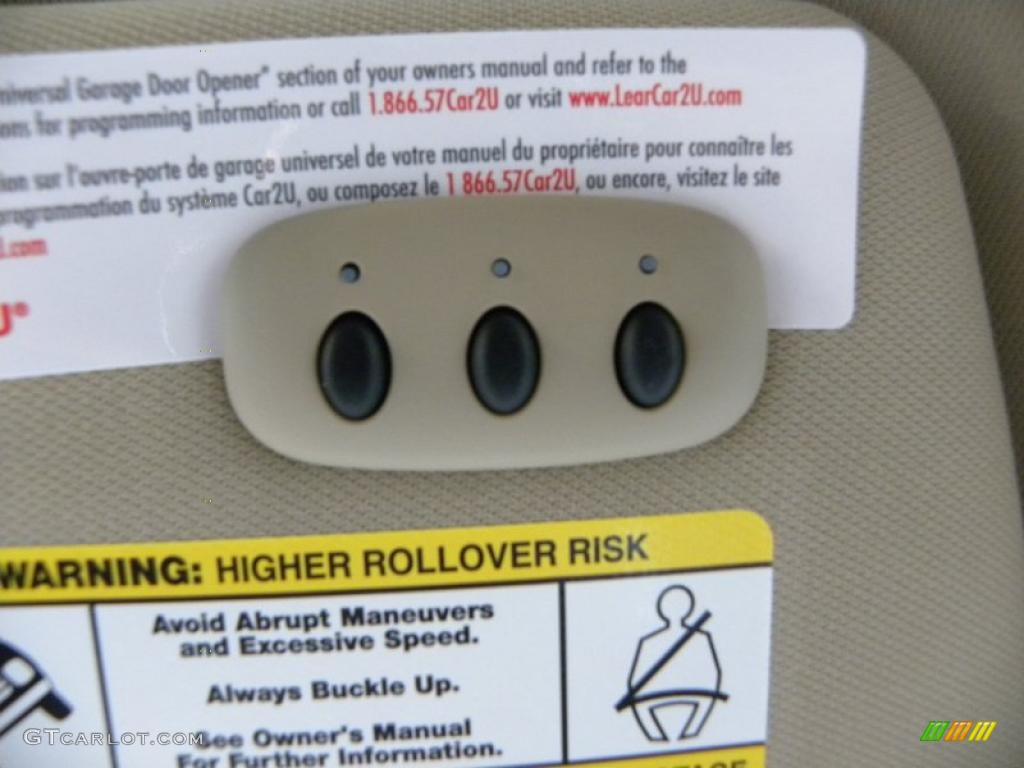 Universal Garage Door Opener" section of your owners manual and refer to the
for programming information or call 1.866.57Car2U or visit www.LearCar2U.com
sur l'ouvre-porte de garage universel de votre manuel du propriétaire pour connaître les
programmation du système Car2U, ou composez le 1 866.57Car2U, ou encore, visitez le site
.com
U®
WARNING: HIGHER ROLLOVER RISK
Avoid Abrupt Maneuvers
and Excessive Speed.
Always Buckle Up.
See Owner's Manual
For Further Information.
GTCARLOT.COM